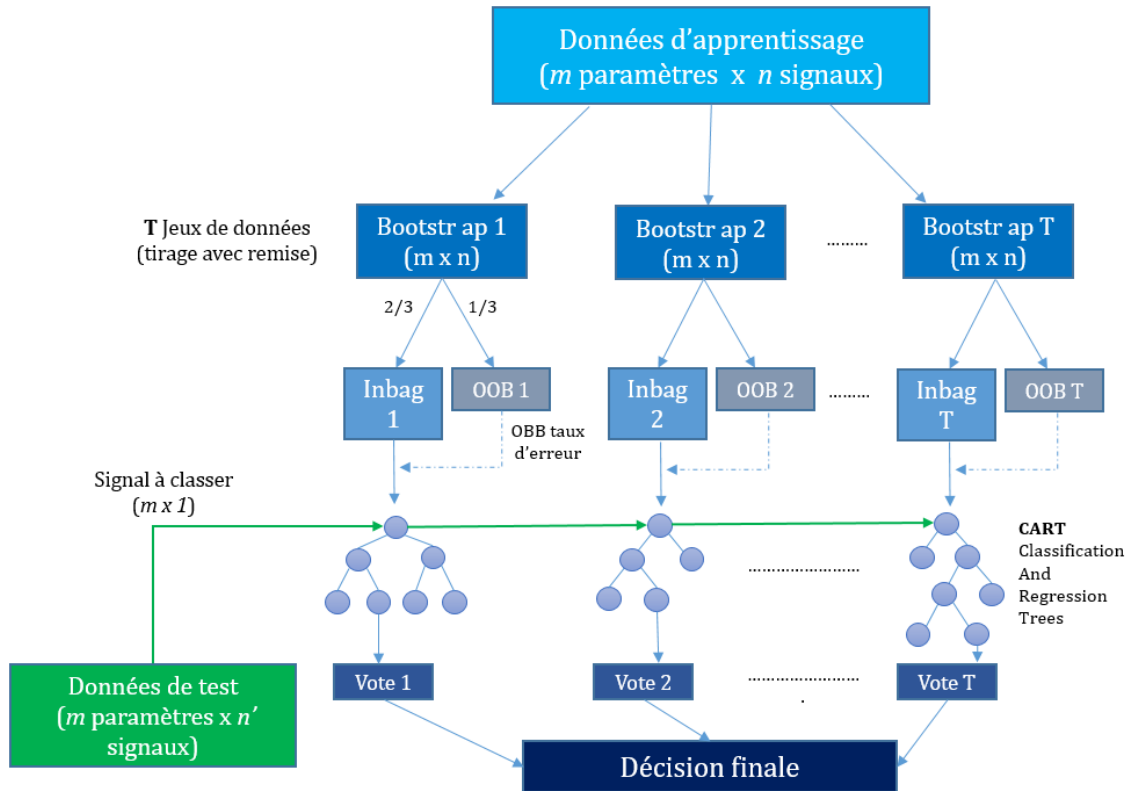 Données d’apprentissage
(m paramètres x n signaux)
T Jeux de données
(tirage avec remise)
Bootstr ap 1
(m x n)
Bootstr ap 2
(m x n)
.........
Bootstr ap T
(m x n)
2/3
1/3
Inbag
1
OOB 1
Inbag
2
OOB 2
.........
Inbag
T
OOB T
OBB taux
d’erreur
Signal à classer
(m x 1)
CART
Classification
And
Regression
Trees
.......................
Données de test
(m paramètres x n’
signaux)
Vote 1
Vote 2
.......................
.
Vote T
Décision finale